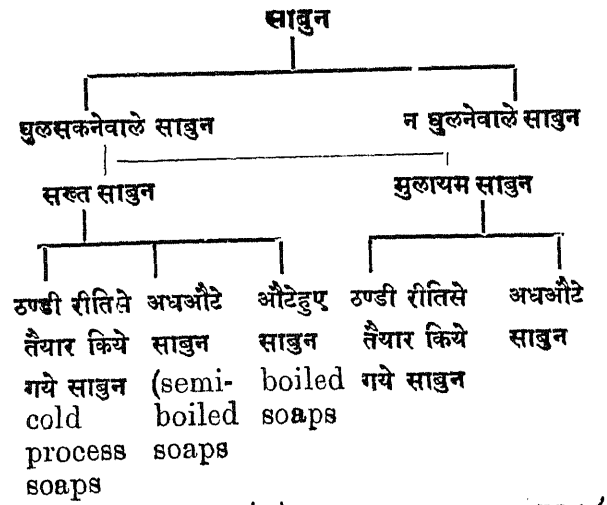 साबुन
घुलसकनेवाले साबुन न घुलनेवाले साबुन
सख्त साबुन मुलायम साबुन
ठण्डी रीतिसे अधऔटे औटेहुए ठण्डी रीतिसे अधऔटे
तैयार किये साबुन साबुन तैयार किये साबुन
गये साबुन (semi- boiled गये साबुन
cold boiled soaps
process soaps
soaps